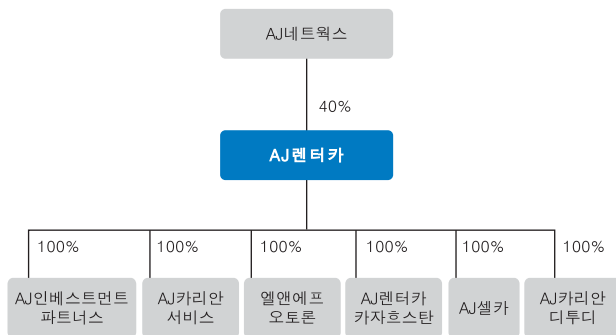 AJ네트웍스
40%
AJ렌터카
100%
100%
100%
100%
100%
100%
AJ인베스트먼트
파트너스
AJ카리안
서비스
엘앤에프
오토론
AJ렌터카
카자흐스탄
AJ셀카
AJ카리안
디투디